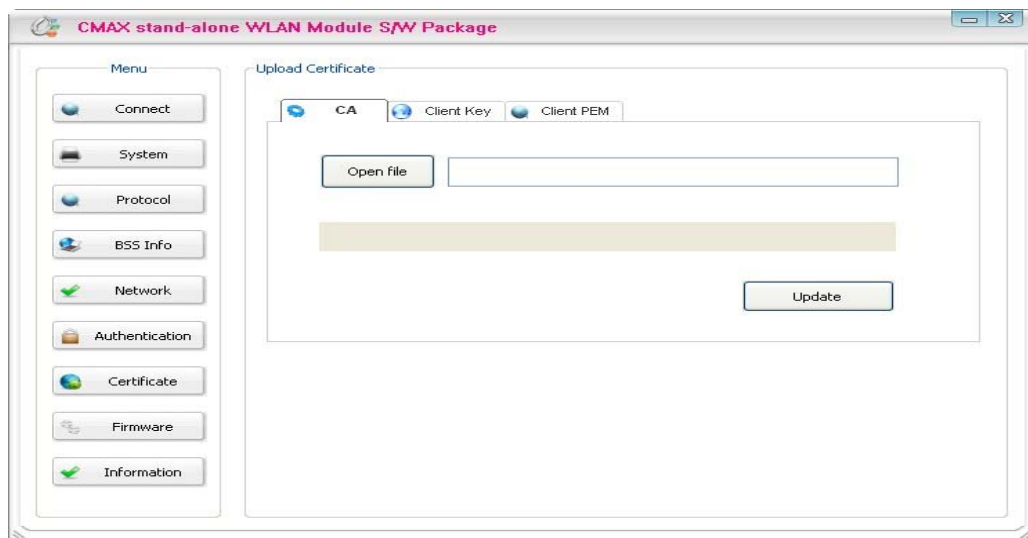 CMAX stand-alone WLAN Module S/W Package
Menu
Connect
System
Protocol
BSS Info
Network
Authentication
Certificate
Firmware
Information
Upload Certificate
CA Client Key Client PEM
Open file
Update